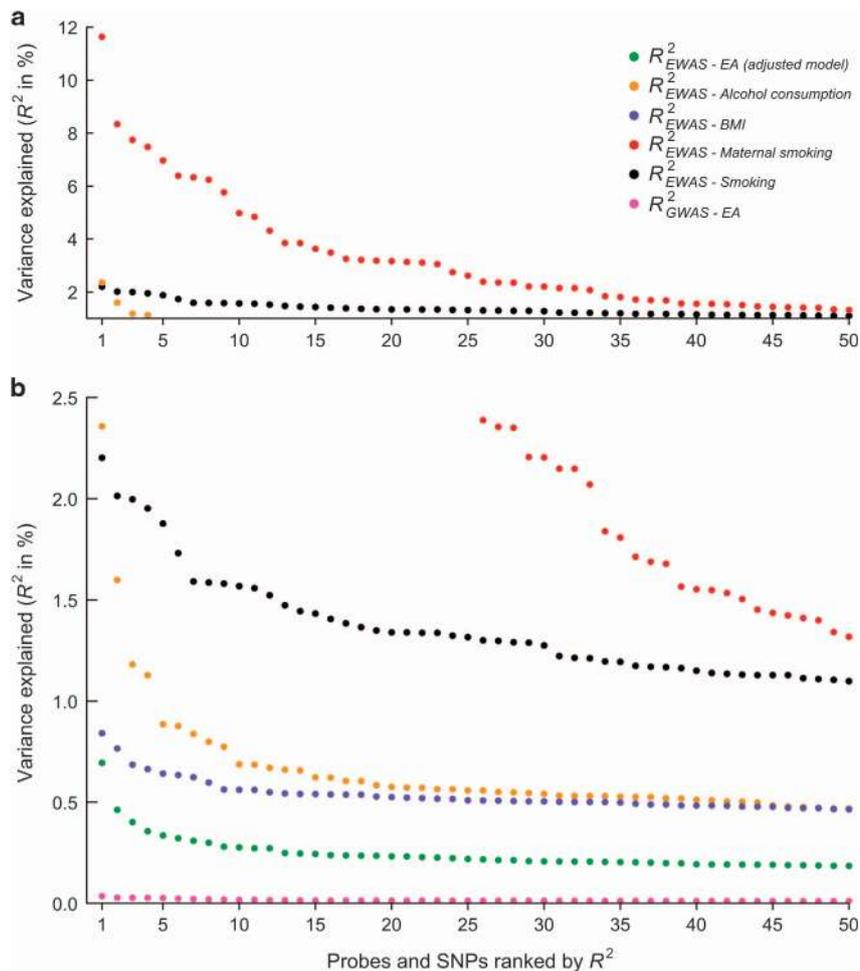 a
Variance explained (R² in %)
12
10
8
6
4
2
1 5 10 15 20 25 30 35 40 45 50
R²EWAS - EA (adjusted model)
R²EWAS - Alcohol consumption
R²EWAS - BMI
R²EWAS - Maternal smoking
R²EWAS - Smoking
R²GWAS - EA
b
Variance explained (R² in %)
2.5
2.0
1.5
1.0
0.5
0.0
1 5 10 15 20 25 30 35 40 45 50
Probes and SNPs ranked by R²